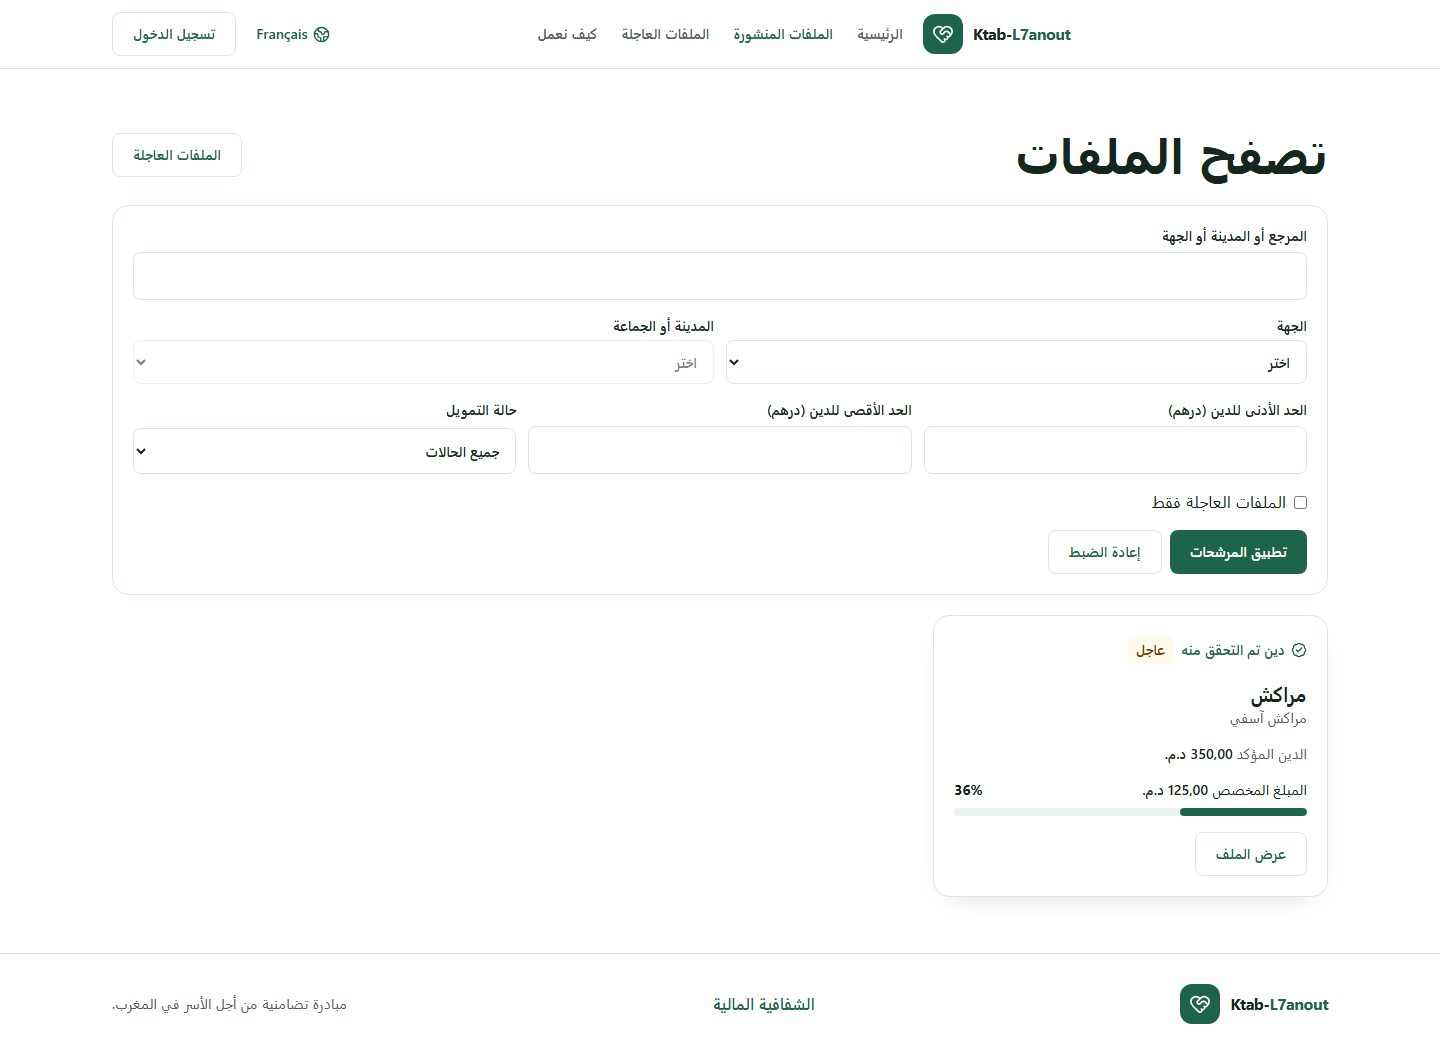 Ktab-L7anout
الرئيسية
الملفات المنشورة
الملفات العاجلة
كيف نعمل
Français
تسجيل الدخول
تصفح الملفات
الملفات العاجلة
المرجع أو المدينة أو الجهة
الجهة
المدينة أو الجماعة
اختر
اختر
الحد الأدنى للدين (درهم)
الحد الأقصى للدين (درهم)
حالة التمويل
جميع الحالات
الملفات العاجلة فقط
تطبيق المرشحات
إعادة الضبط
دين تم التحقق منه
عاجل
مراكش
مراكش آسفي
الدين المؤكد 350,00 د.م.
المبلغ المخصص 125,00 د.م.
36%
عرض الملف
Ktab-L7anout
الشفافية المالية
مبادرة تضامنية من أجل الأسر في المغرب.